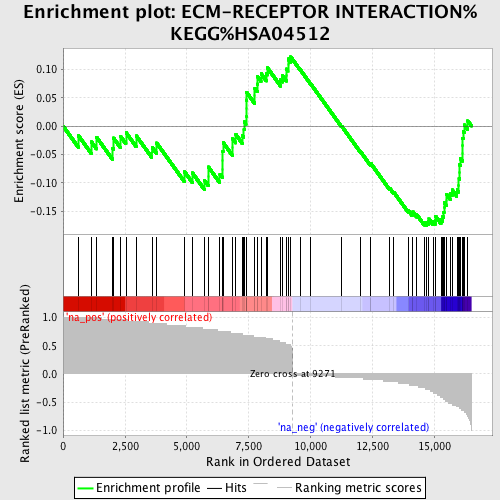 Enrichment plot: ECM-RECEPTOR INTERACTION%
KEGG%HSA04512
Enrichment score (ES)
0.10
0.05
0.00
-0.05
-0.10
-0.15
Ranked list metric (PreRanked)
1.0
0.5
0.0
-0.5
-1.0
'na_pos' (positively correlated)
Zero cross at 9271
'na_neg' (negatively correlated)
0
2,500
5,000
7,500
10,000
12,500
15,000
Rank in Ordered Dataset
Enrichment profile
Hits
Ranking metric scores